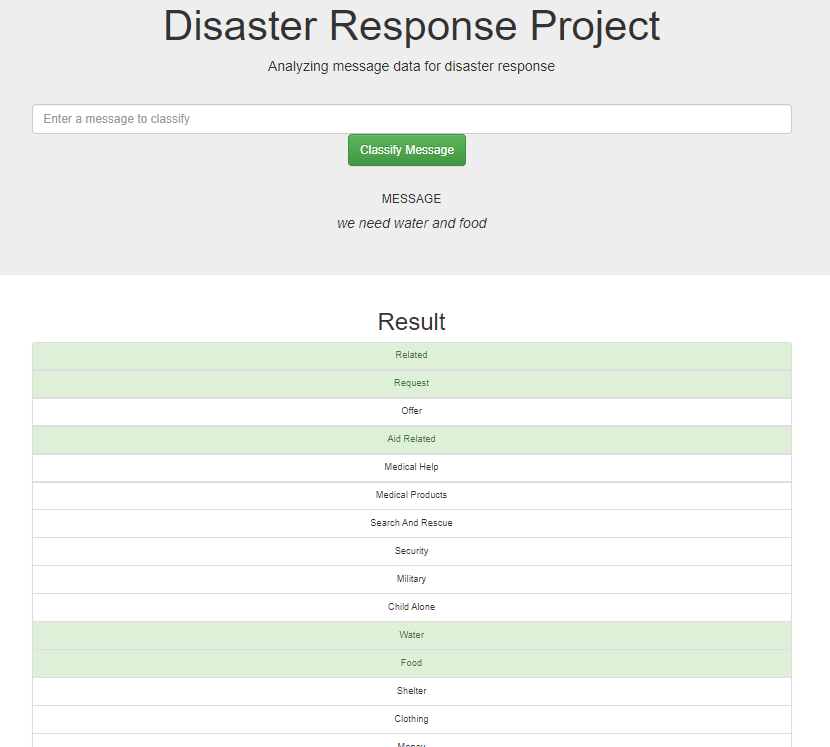 Disaster Response Project
Analyzing message data for disaster response
Enter a message to classify
Classify Message
MESSAGE
we need water and food
Result
Related
Request
Offer
Aid Related
Medical Help
Medical Products
Search And Rescue
Security
Military
Child Alone
Water
Food
Shelter
Clothing
Money